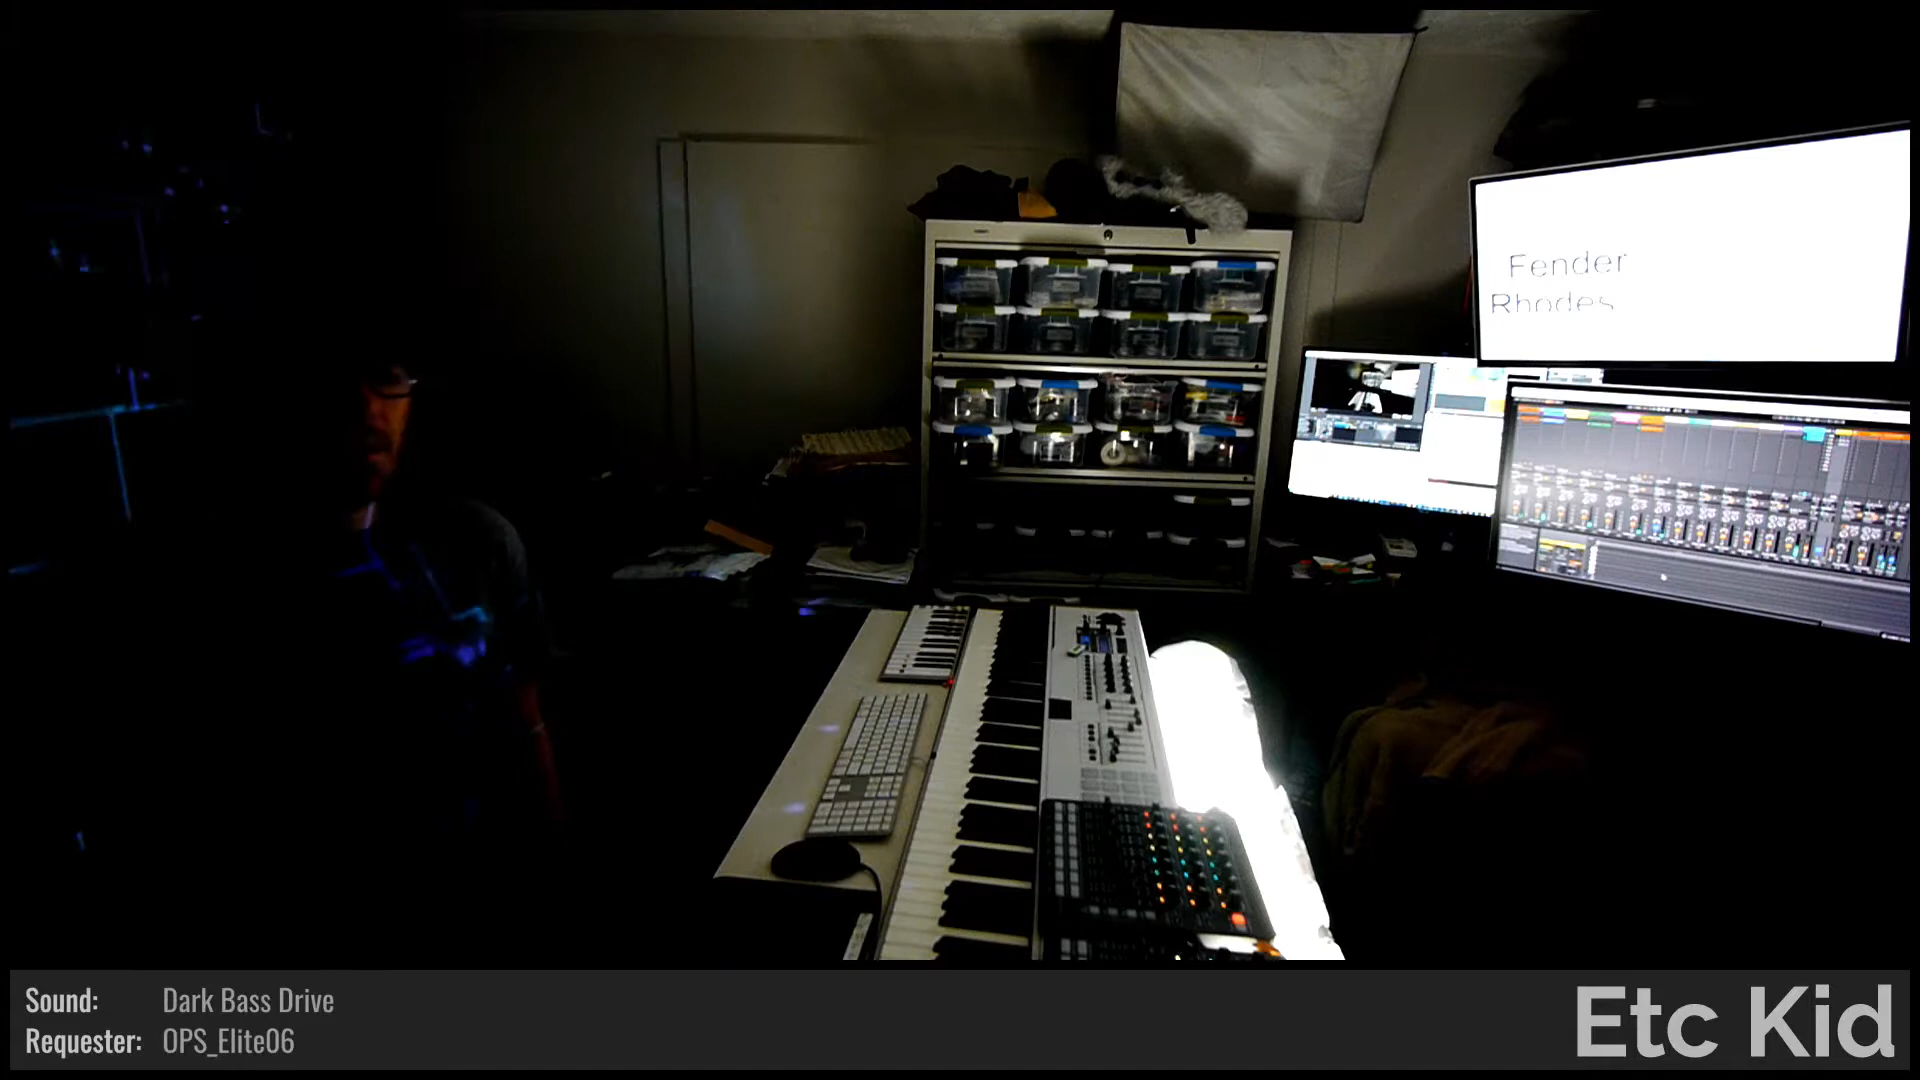 Fender
Rhodes
Sound: Dark Bass Drive
Requester: OPS_Elite06
Etc Kid